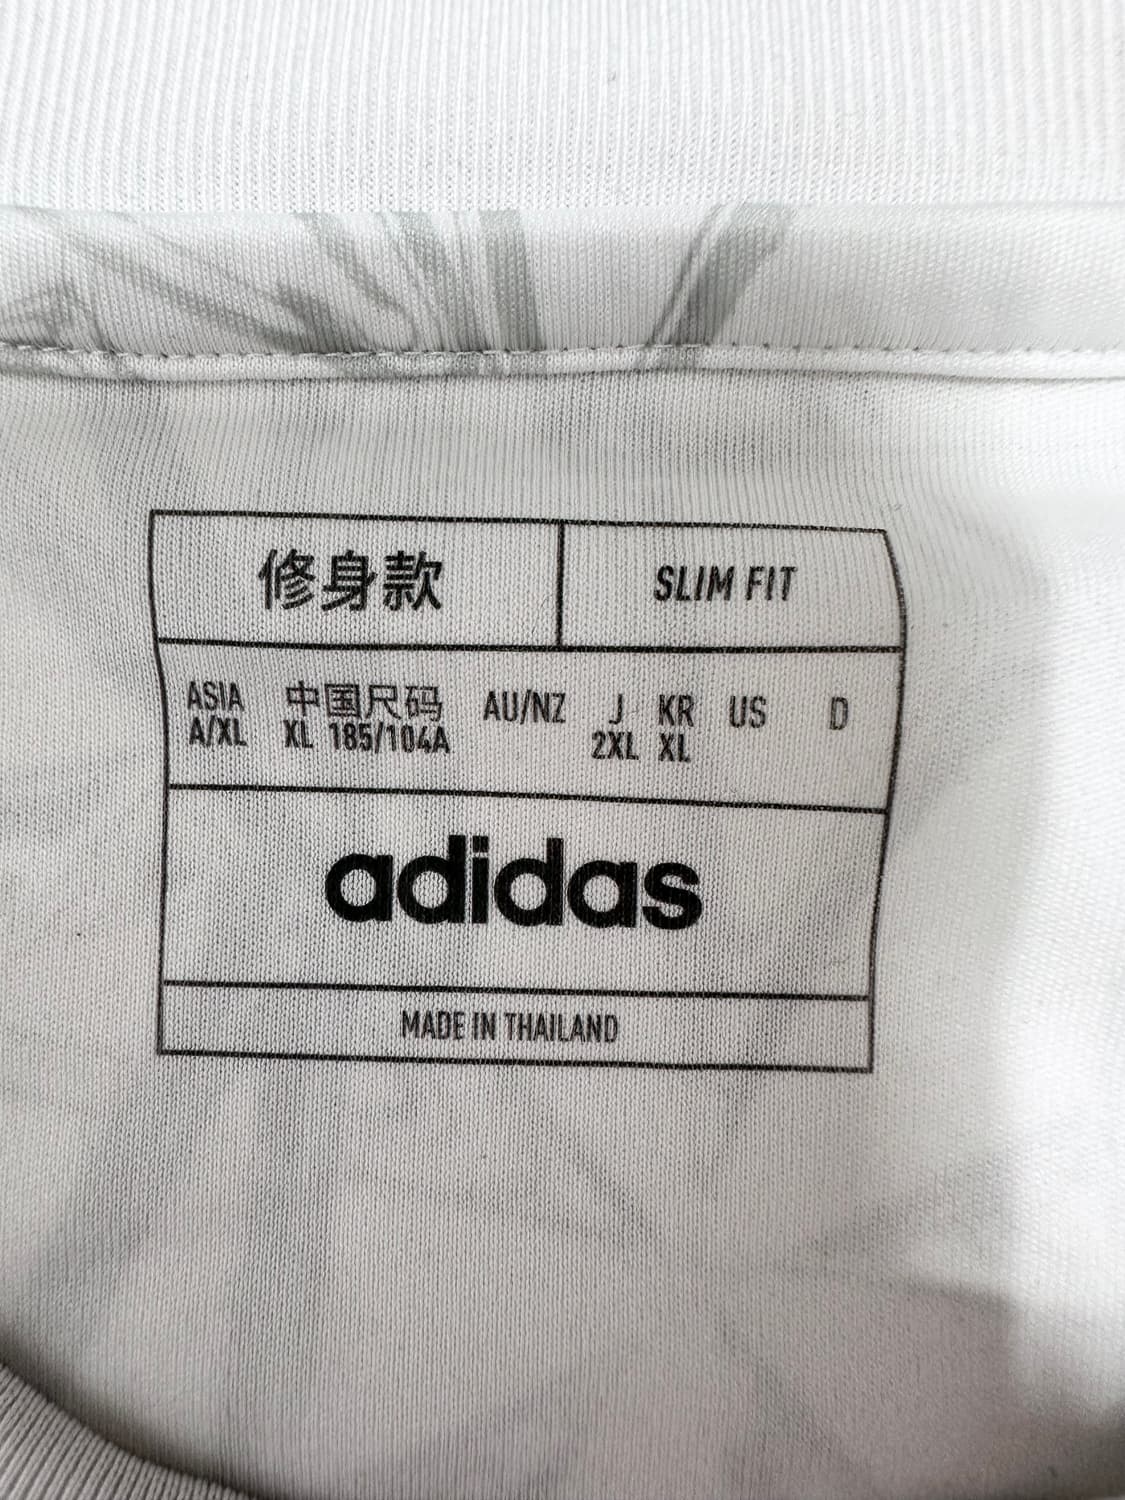 修身款 SLIM FIT
ASIA 中国尺码 AU/NZ J KR US D
A/XL XL 185/104A 2XL XL
adidas
MADE IN THAILAND